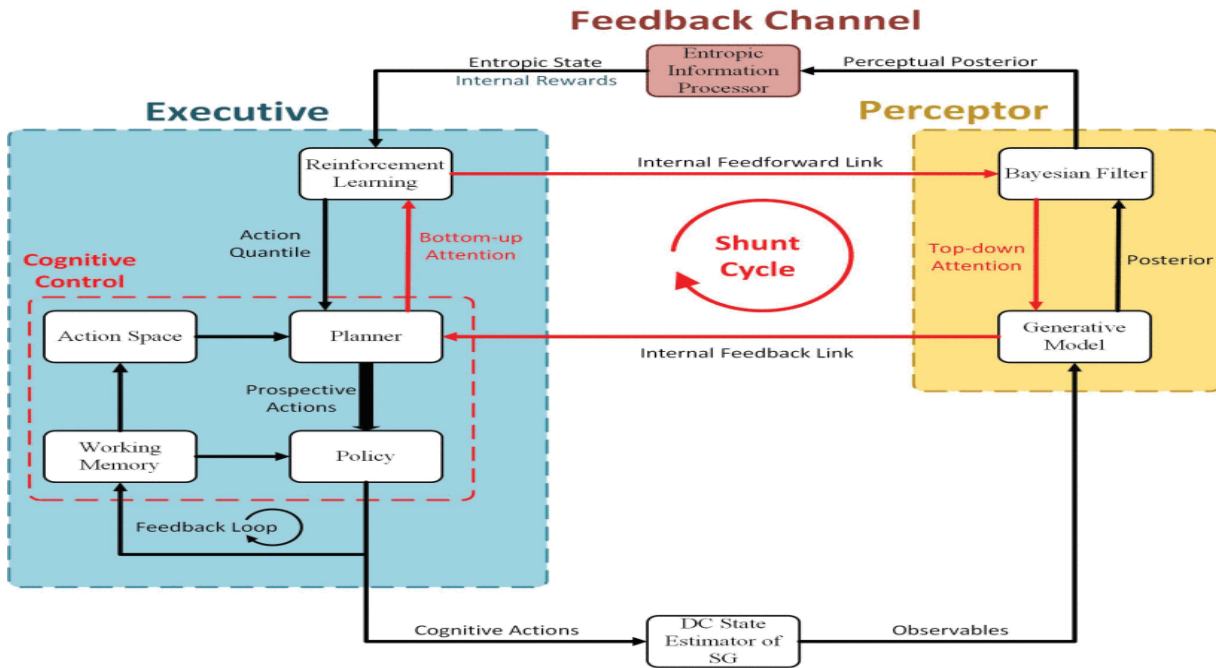 Feedback Channel
Entropic State
Internal Rewards
Entropic
Information
Processor
Perceptual Posterior
Executive
Perceptor
Reinforcement
Learning
Internal Feedforward Link
Bayesian Filter
Action
Quantile
Bottom-up
Attention
Shunt
Cycle
Top-down
Attention
Posterior
Cognitive
Control
Action Space
Planner
Internal Feedback Link
Generative
Model
Prospective
Actions
Working
Memory
Policy
Feedback Loop
Cognitive Actions
DC State
Estimator of
SG
Observables